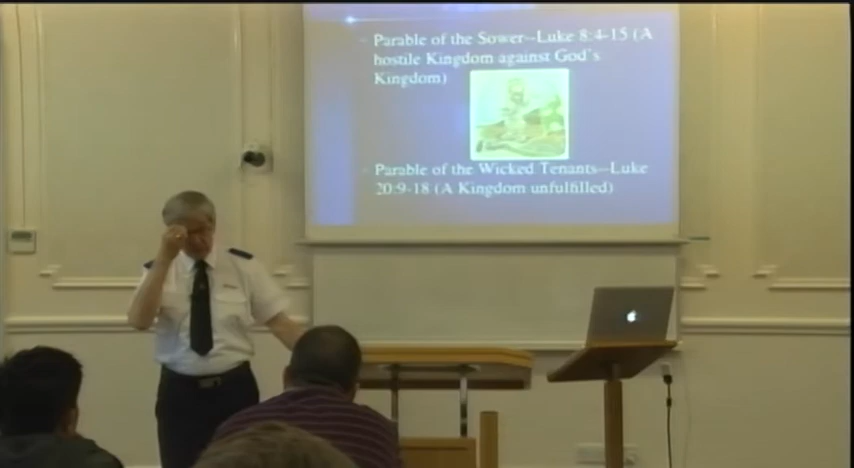 Parable of the Sower–Luke 8:4-15 (A
hostile Kingdom against God's
Kingdom)
Parable of the Wicked Tenants–Luke
20:9-18 (A Kingdom unfulfilled)